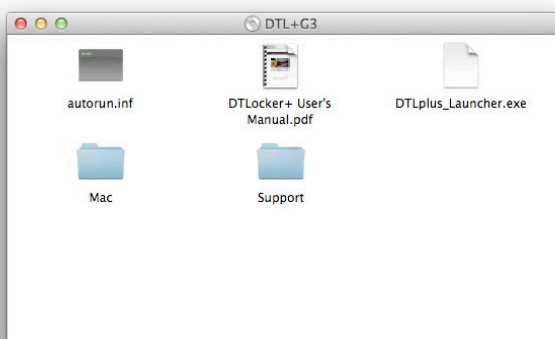 DTL+G3
autorun.inf
DTLocker+ User's
Manual.pdf
DTLplus_Launcher.exe
Mac
Support